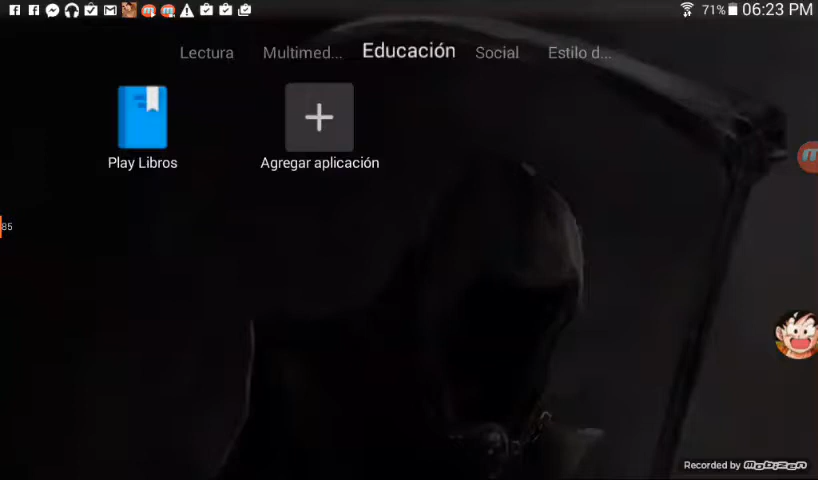 71% 06:23 PM
Lectura Multimed... Educación Social Estilo d...
Play Libros Agregar aplicación
85
Recorded by mobizen